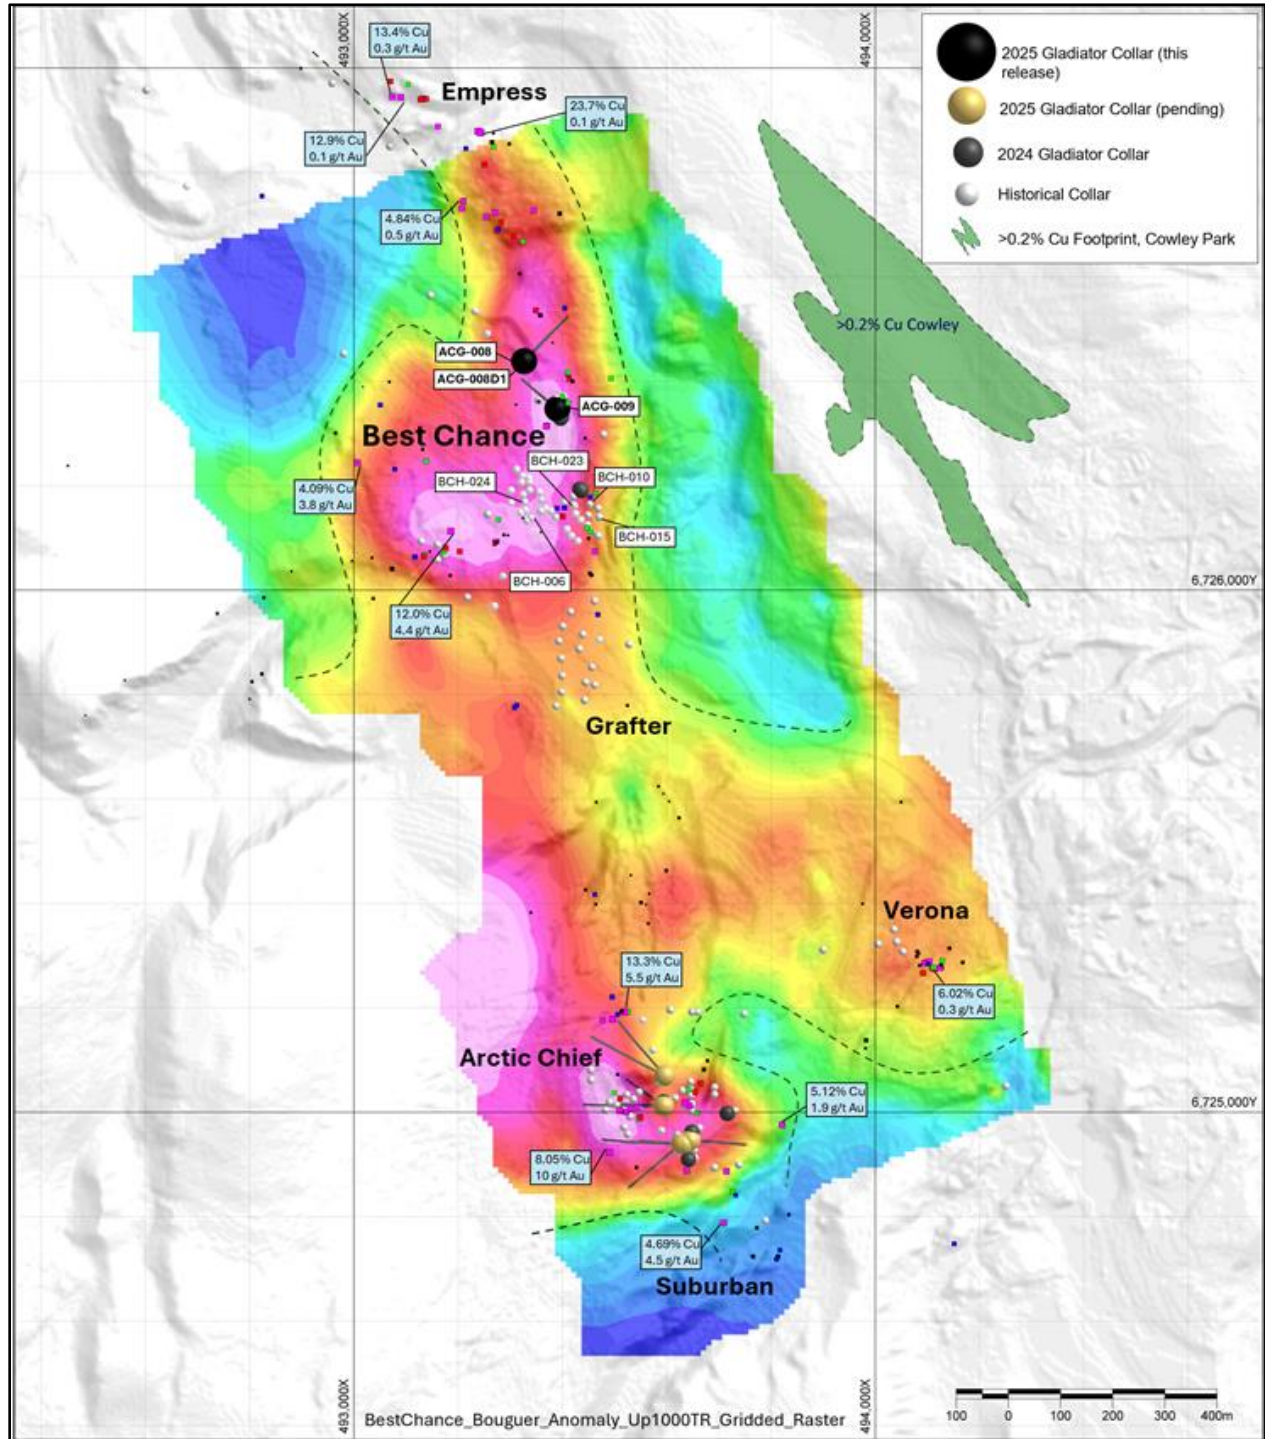 493,000X
494,000X
13.4% Cu
0.3 g/t Au
Empress
23.7% Cu
0.1 g/t Au
12.9% Cu
0.1 g/t Au
4.84% Cu
0.5 g/t Au
2025 Gladiator Collar (this
release)
2025 Gladiator Collar (pending)
2024 Gladiator Collar
Historical Collar
>0.2% Cu Footprint, Cowley Park
>0.2% Cu Cowley
ACG-008
ACG-008D1
ACG-009
Best Chance
BCH-023
BCH-010
BCH-024
4.09% Cu
3.8 g/t Au
BCH-015
BCH-006
6,726,000Y
12.0% Cu
4.4 g/t Au
Grafter
Verona
13.3% Cu
5.5 g/t Au
6.02% Cu
0.3 g/t Au
Arctic Chief
5.12% Cu
1.9 g/t Au
6,725,000Y
8.05% Cu
10 g/t Au
4.69% Cu
4.5 g/t Au
Suburban
493,000X
494,000X
BestChance_Bouguer_Anomaly_Up1000TR_Gridded_Raster
100 0 100 200 300 400m